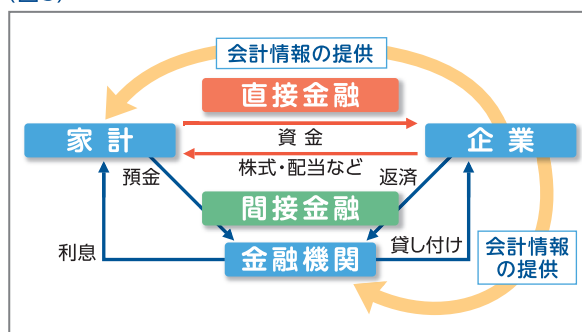 会計情報の提供
直接金融
家計
資金
企業
株式・配当など
預金
返済
間接金融
利息
貸し付け
金融機関
会計情報
の提供